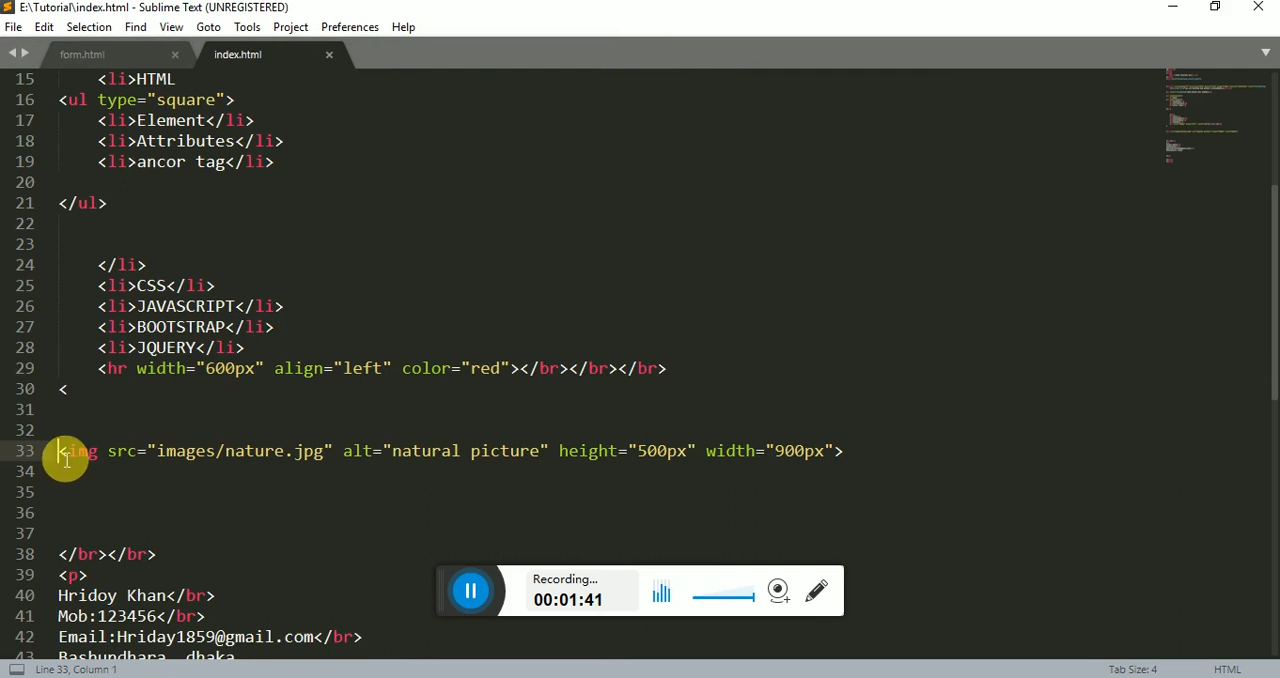 E:\Tutorial\index.html - Sublime Text (UNREGISTERED)
File Edit Selection Find View Goto Tools Project Preferences Help
form.html index.html
15 <li>HTML
16 <ul type="square">
17 <li>Element</li>
18 <li>Attributes</li>
19 <li>ancor tag</li>
20
21 </ul>
22
23
24 </li>
25 <li>CSS</li>
26 <li>JAVASCRIPT</li>
27 <li>BOOTSTRAP</li>
28 <li>JQUERY</li>
29 <hr width="600px" align="left" color="red"></br></br></br>
30 <
31
32
33 <img src="images/nature.jpg" alt="natural picture" height="500px" width="900px">
34
35
36
37
38 </br></br>
39 <p>
40 Hridoy Khan</br>
41 Mob:123456</br>
42 Email:Hriday1859@gmail.com</br>
43 Bashundhara, dhaka
Recording...
00:01:41
Line 33, Column 1 Tab Size: 4 HTML